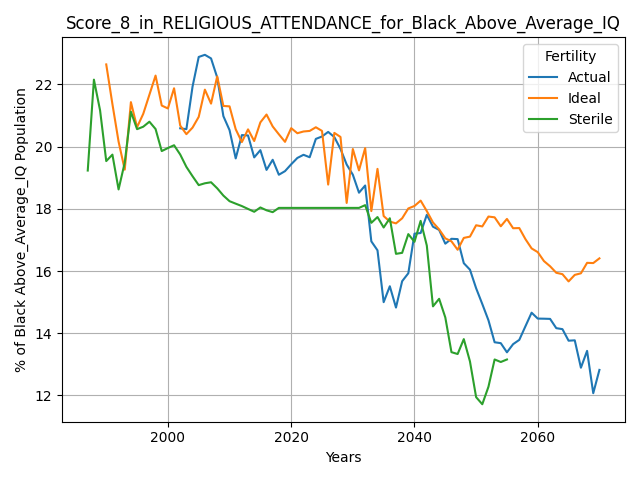 Score_8_in_RELIGIOUS_ATTENDANCE_for_Black_Above_Average_IQ
Fertility
Actual
Ideal
Sterile
% of Black Above_Average_IQ Population
22
20
18
16
14
12
2000
2020
2040
2060
Years